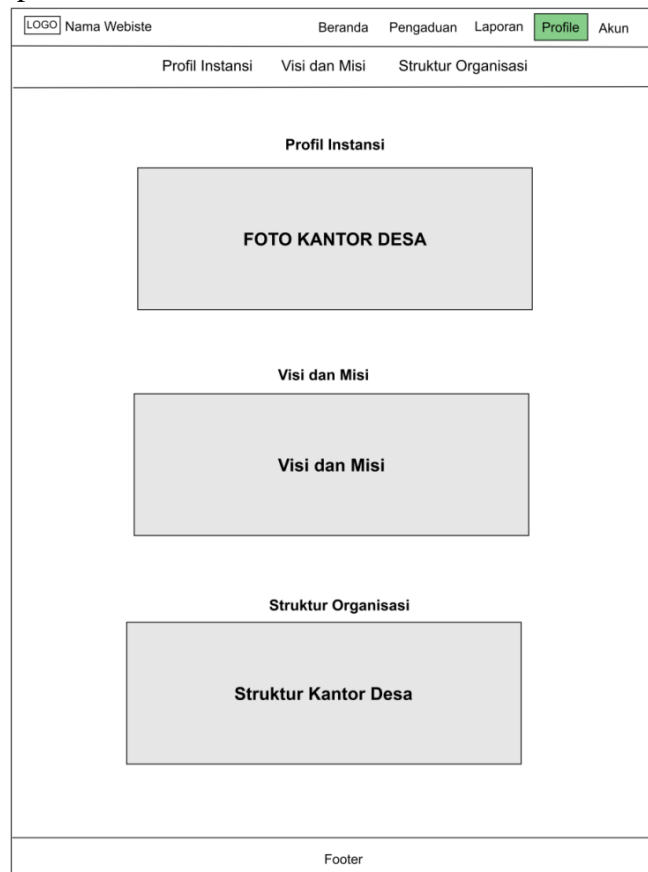 LOGO Nama Webiste Beranda Pengaduan Laporan Profile Akun
Profil Instansi Visi dan Misi Struktur Organisasi
Profil Instansi
FOTO KANTOR DESA
Visi dan Misi
Visi dan Misi
Struktur Organisasi
Struktur Kantor Desa
Footer